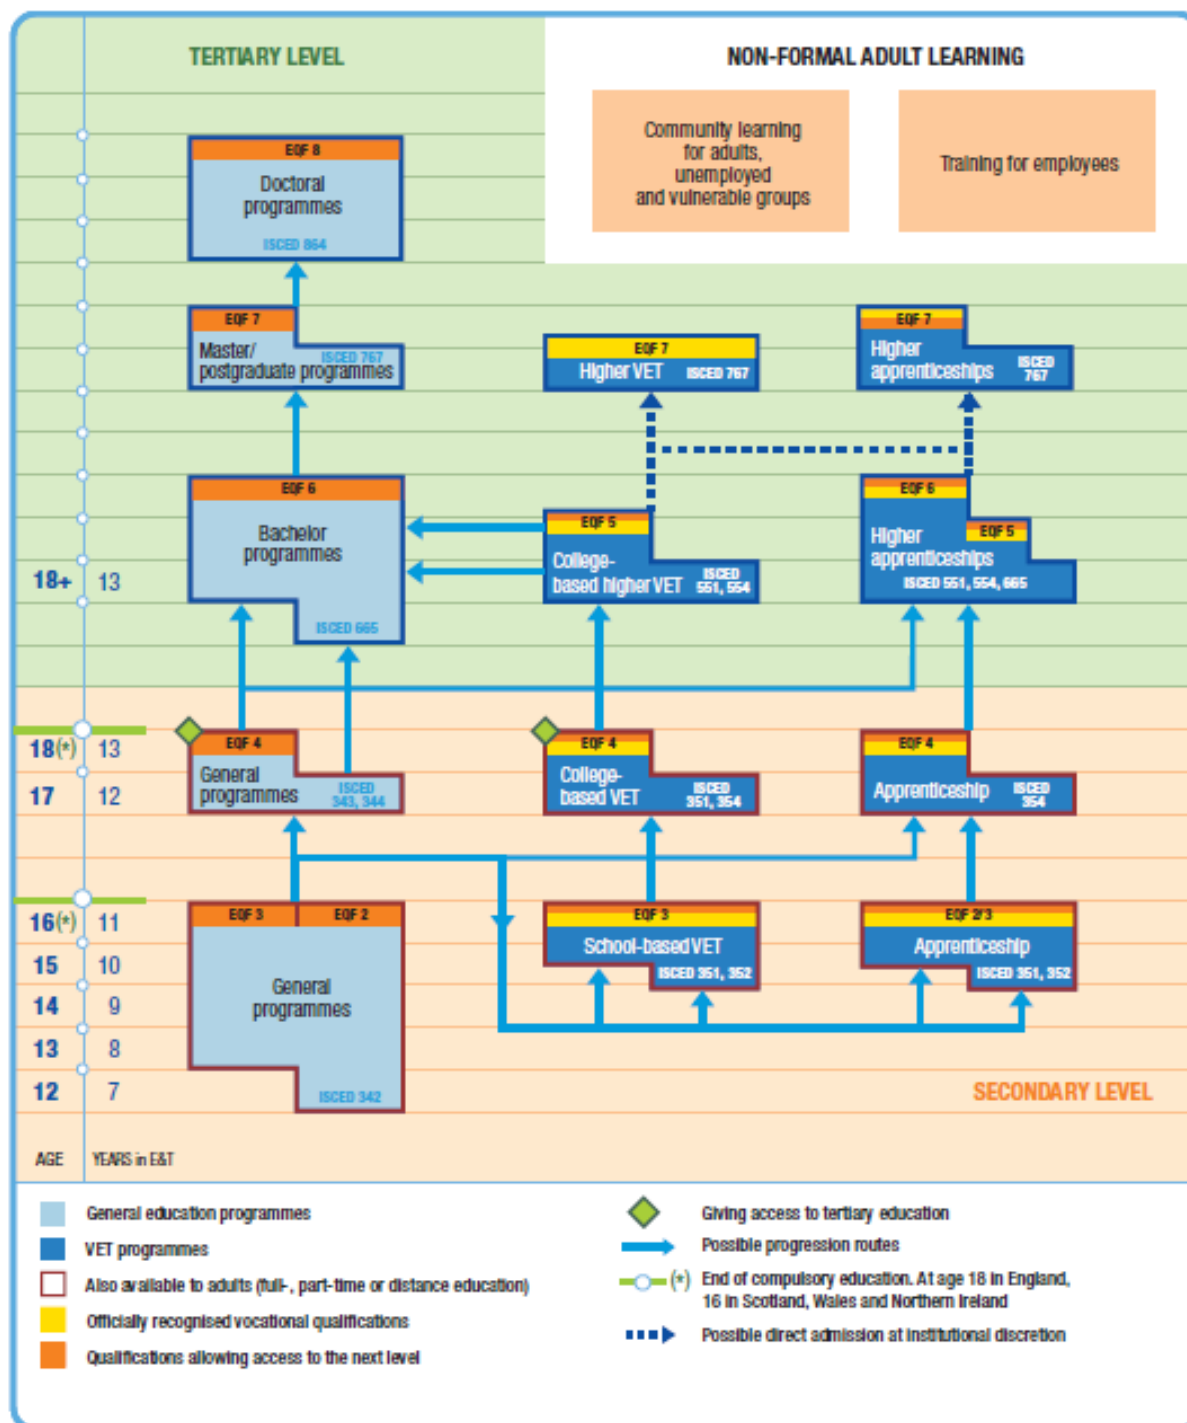 TERTIARY LEVEL
NON-FORMAL ADULT LEARNING
Community learning
for adults,
unemployed
and vulnerable groups
Training for employees
EQF 8
Doctoral
programmes
ISCED 864
EQF 7
Master/
postgraduate programmes
ISCED 767
EQF 7
Higher VET ISCED 767
EQF 7
Higher
apprenticeships
ISCED
767
EQF 6
Bachelor
programmes
ISCED 665
EQF 5
College-
based higher VET
ISCED
551, 554
EQF 6
EQF 5
Higher
apprenticeships
ISCED 551, 554, 665
18+ 13
18(*) 13
17 12
EQF 4
General
programmes
ISCED
343, 344
EQF 4
College-
based VET
ISCED
351, 354
EQF 4
Apprenticeship
ISCED
354
16(*) 11
15 10
14 9
13 8
12 7
EQF 3 EQF 2
General
programmes
ISCED 342
EQF 3
School-based VET
ISCED 351, 352
EQF 2/3
Apprenticeship
ISCED 351, 352
SECONDARY LEVEL
AGE YEARS in E&T
General education programmes
VET programmes
Also available to adults (full-, part-time or distance education)
Officially recognised vocational qualifications
Qualifications allowing access to the next level
Giving access to tertiary education
Possible progression routes
(*) End of compulsory education. At age 18 in England,
16 in Scotland, Wales and Northern Ireland
Possible direct admission at institutional discretion